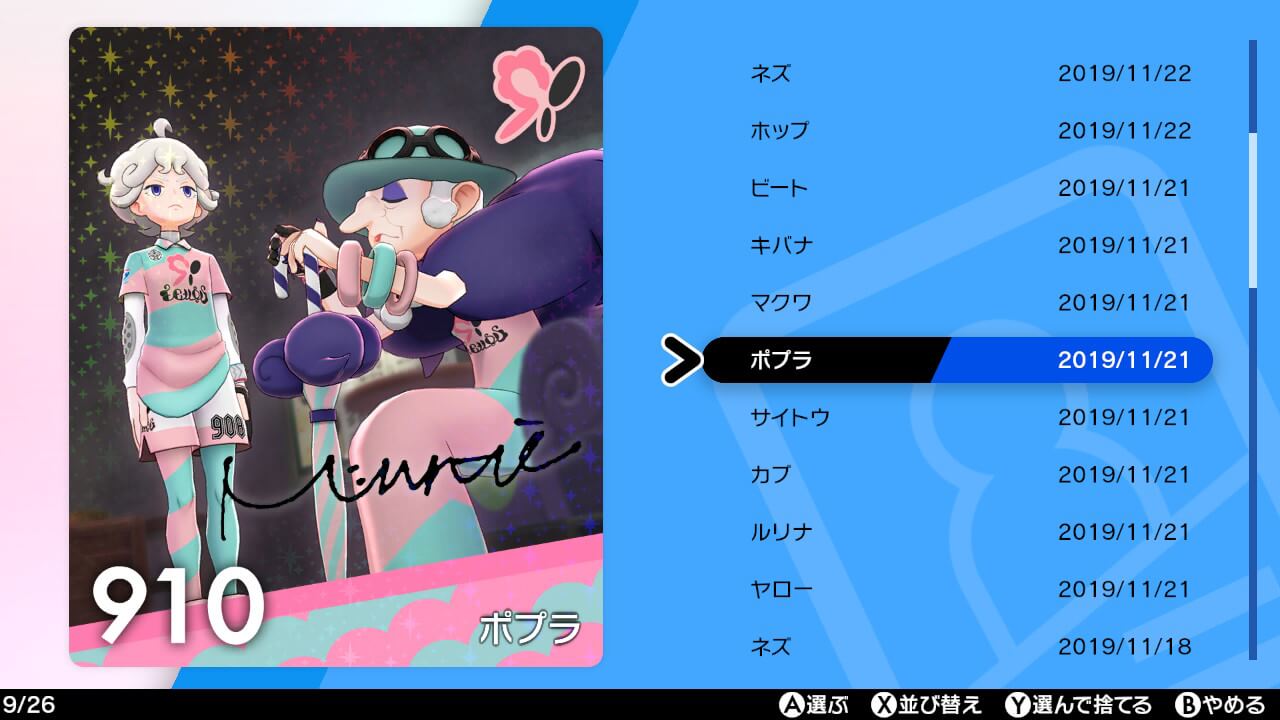 910
ポプラ
908
ネズ 2019/11/22
ホップ 2019/11/22
ビート 2019/11/21
キバナ 2019/11/21
マクワ 2019/11/21
ポプラ 2019/11/21
サイトウ 2019/11/21
カブ 2019/11/21
ルリナ 2019/11/21
ヤロー 2019/11/21
ネズ 2019/11/18
9/26 A選ぶ X並び替え Y選んで捨てる Bやめる